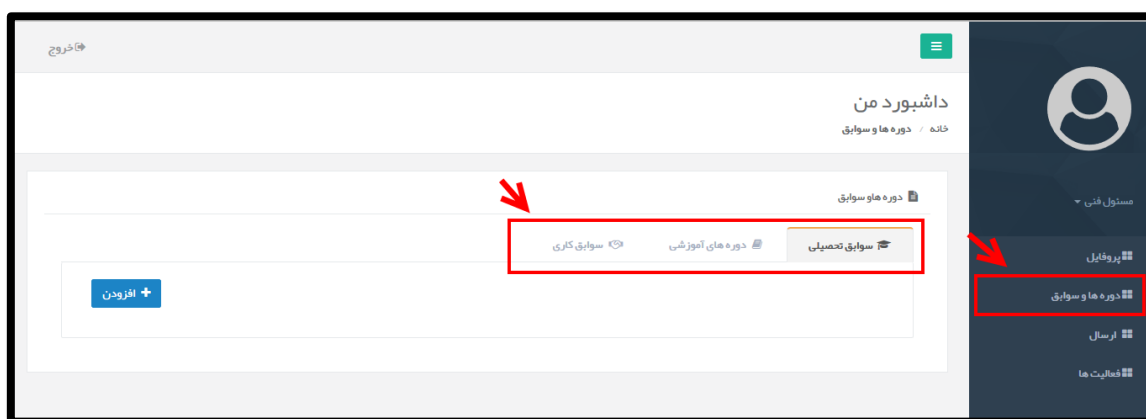 خروج
داشبورد من
خانه / دوره ها و سوابق
دوره هاو سوابق
سوابق تحصیلی
دوره های آموزشی
سوابق کاری
+ افزودن
مسئول فنی
پروفایل
دوره ها و سوابق
ارسال
فعالیت ها